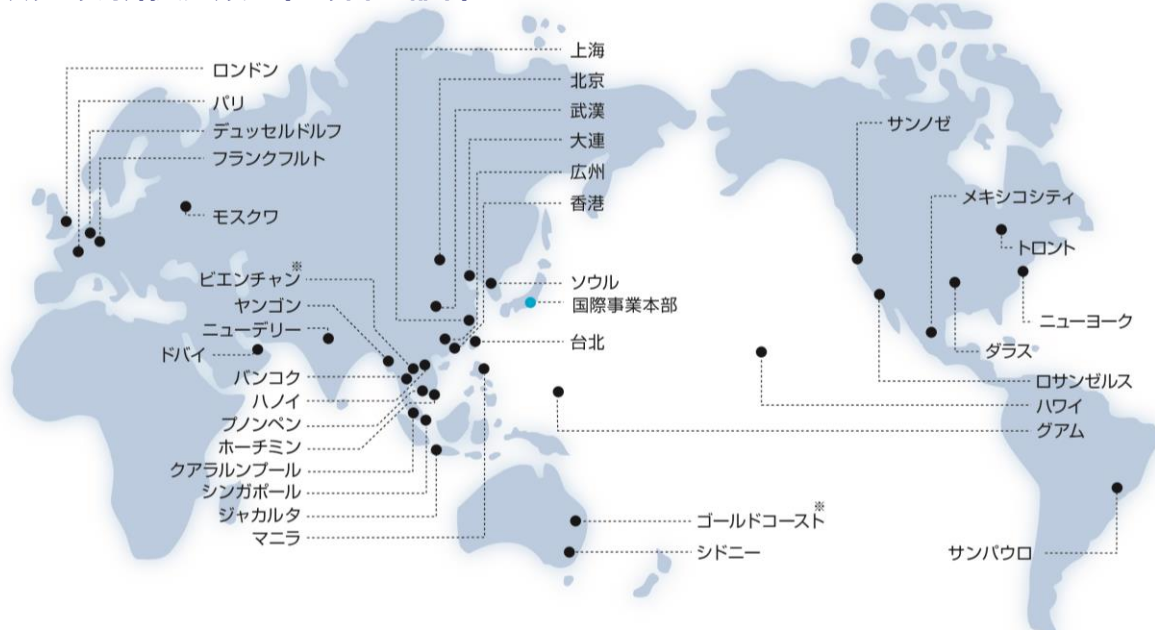 ロンドン
パリ
デュッセルドルフ
フランクフルト
モスクワ
ビエンチャン※
ヤンゴン
ニューデリー
ドバイ
バンコク
ハノイ
プノンペン
ホーチミン
クアラルンプール
シンガポール
ジャカルタ
マニラ
上海
北京
武漢
大連
広州
香港
ソウル
国際事業本部
台北
ゴールドコースト※
シドニー
サンノゼ
メキシコシティ
トロント
ニューヨーク
ダラス
ロサンゼルス
ハワイ
グアム
サンパウロ